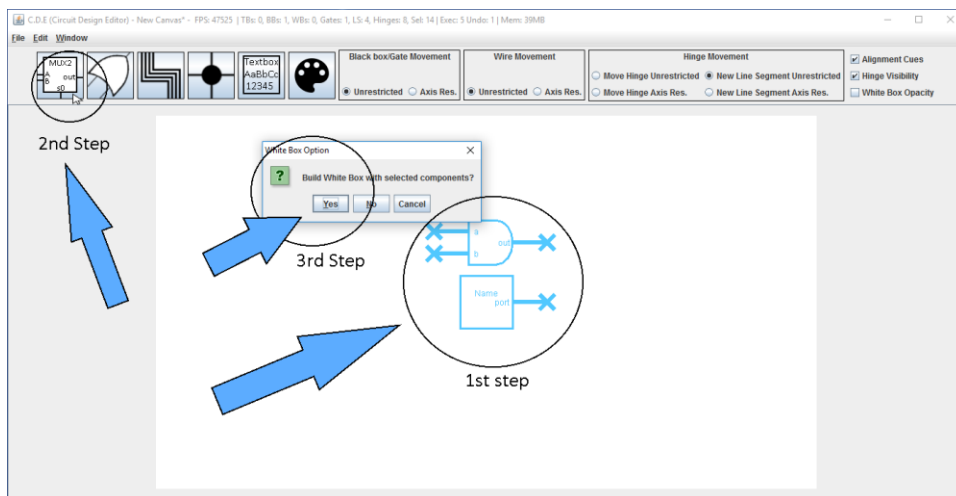 C.D.E (Circuit Design Editor) - New Canvas* - FPS: 47525 | TBs: 0, BBs: 1, WBs: 0, Gates: 1, LS: 4, Hinges: 8, Sel: 14 | Exec: 5 Undo: 1 | Mem: 39MB
File Edit Window
MUX2
A
B
out
s0
Textbox
AaBbCc
12345
Black box/Gate Movement
Unrestricted Axis Res.
Wire Movement
Unrestricted Axis Res.
Hinge Movement
Move Hinge Unrestricted New Line Segment Unrestricted
Move Hinge Axis Res. New Line Segment Axis Res.
Alignment Cues
Hinge Visibility
White Box Opacity
2nd Step
White Box Option
Build White Box with selected components?
Yes No Cancel
3rd Step
a
out
b
Name
port
1st step